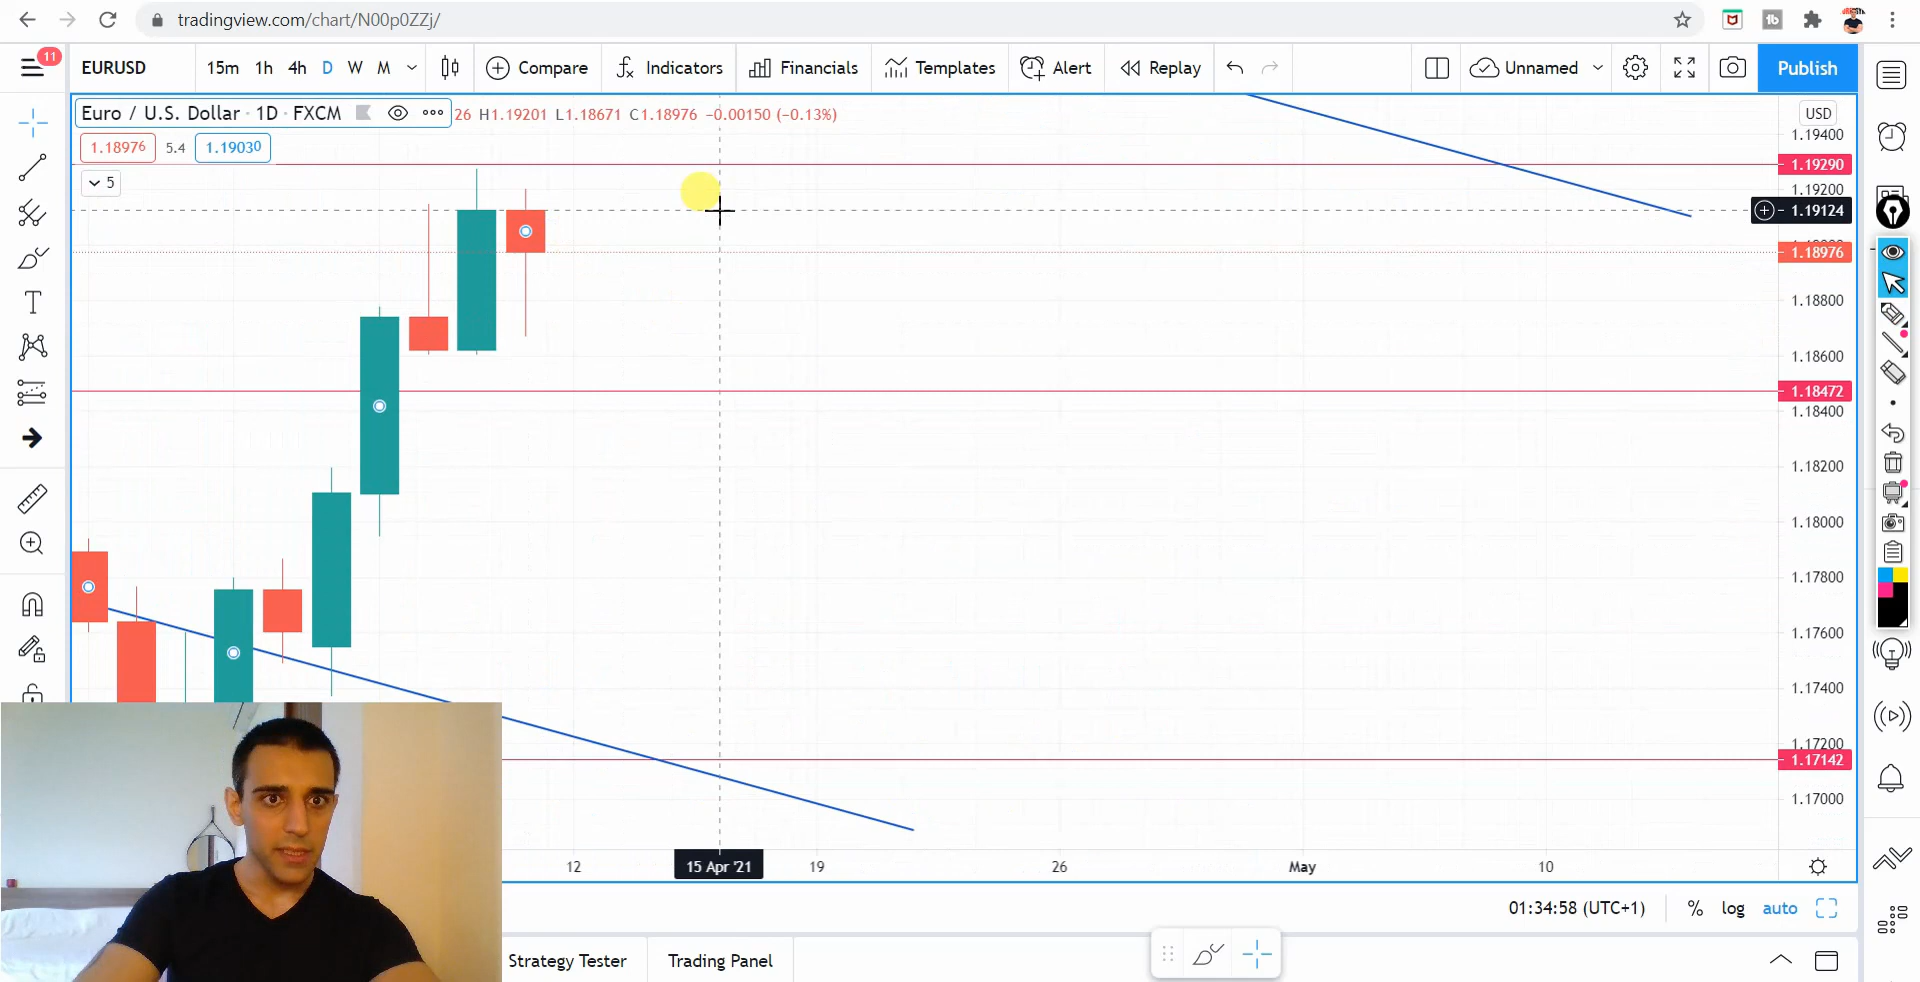 tradingview.com/chart/N00p0ZZj/
11
EURUSD 15m 1h 4h D W M Compare Indicators Financials Templates Alert Replay Unnamed Publish
Euro / U.S. Dollar · 1D · FXCM 26 H1.19201 L1.18671 C1.18976 −0.00150 (−0.13%)
USD
1.18976 5.4 1.19030
5
1.19400
1.19290
1.19200
1.19124
1.18976
1.18800
1.18600
1.18472
1.18400
1.18200
1.18000
1.17800
1.17600
1.17400
1.17200
1.17142
1.17000
12 15 Apr '21 19 26 May 10
01:34:58 (UTC+1) % log auto
Strategy Tester Trading Panel